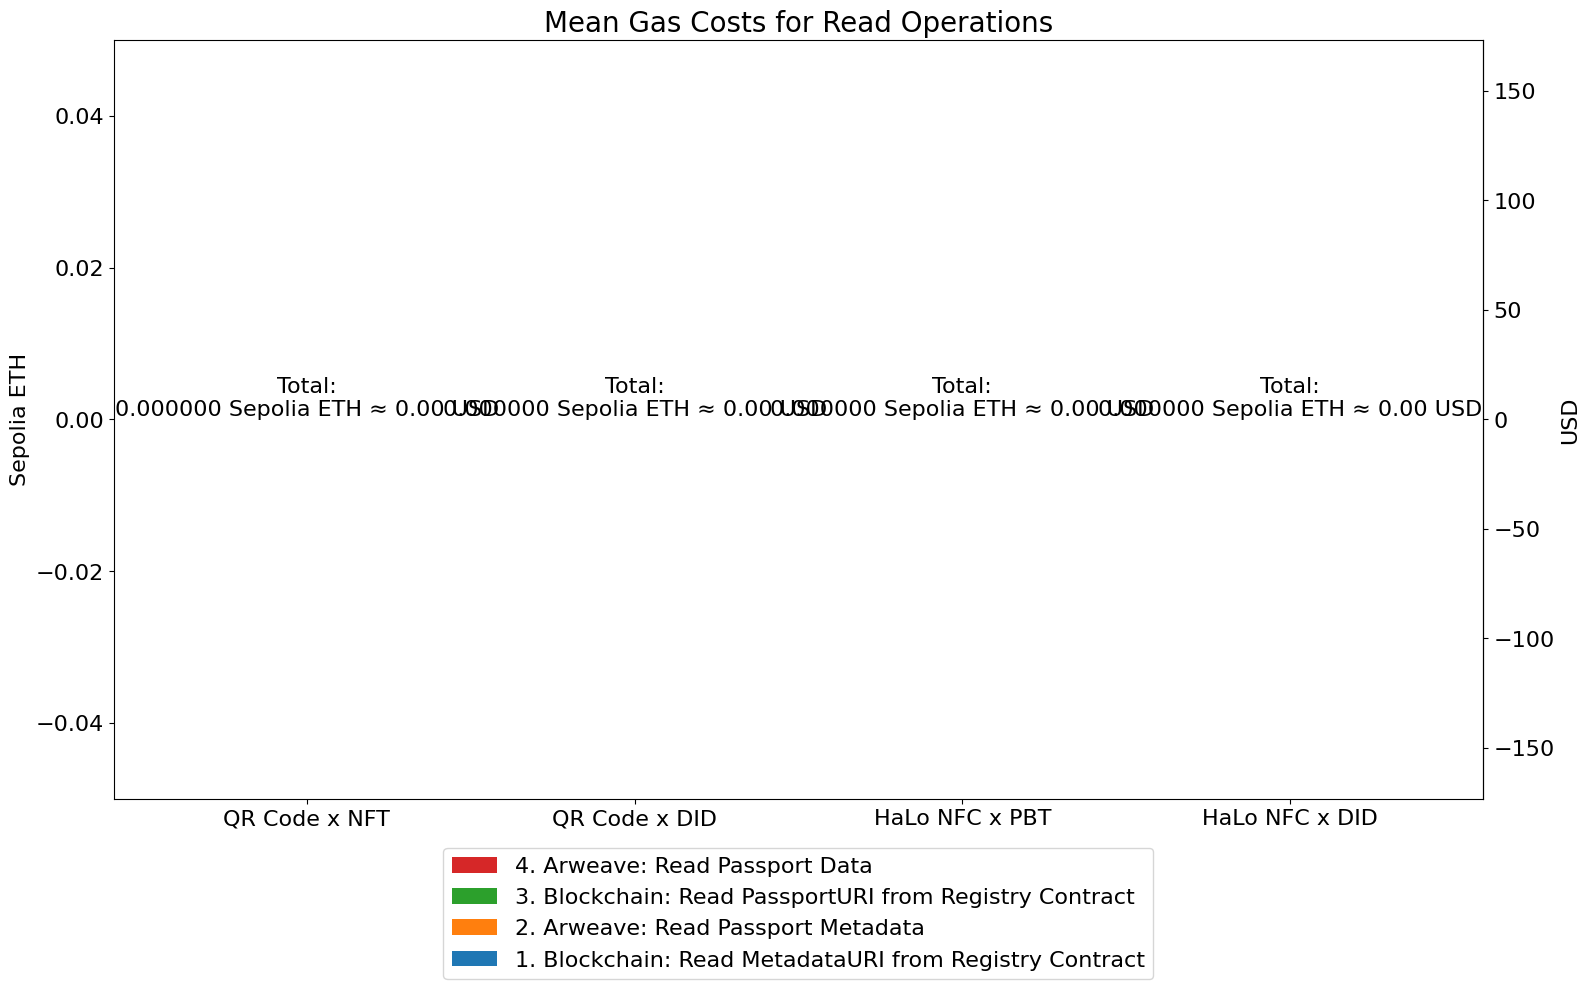 Mean Gas Costs for Read Operations
Sepolia ETH
0.04
0.02
0.00
−0.02
−0.04
150
100
50
0
−50
−100
−150
USD
Total:
0.000000 Sepolia ETH ≈ 0.00 USD
Total:
0.000000 Sepolia ETH ≈ 0.00 USD
Total:
0.000000 Sepolia ETH ≈ 0.00 USD
Total:
0.000000 Sepolia ETH ≈ 0.00 USD
QR Code x NFT
QR Code x DID
HaLo NFC x PBT
HaLo NFC x DID
4. Arweave: Read Passport Data
3. Blockchain: Read PassportURI from Registry Contract
2. Arweave: Read Passport Metadata
1. Blockchain: Read MetadataURI from Registry Contract